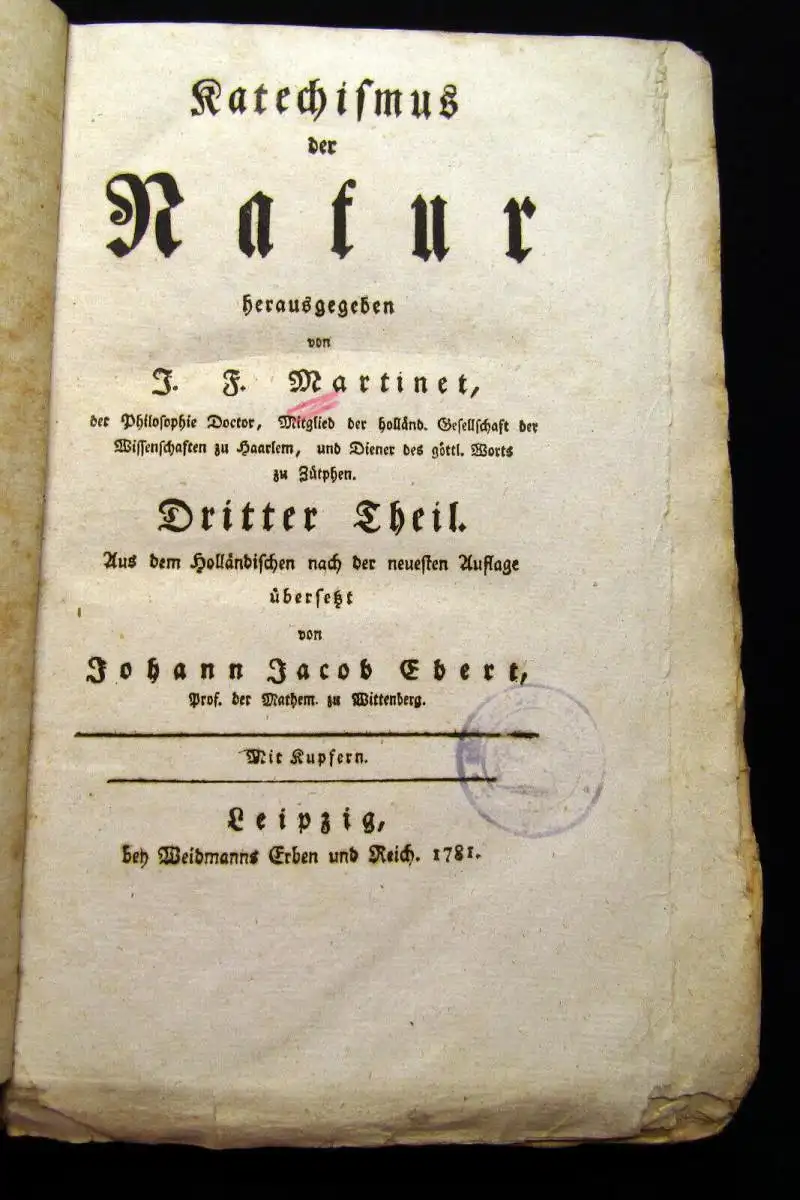 Katechismus
der
Natur
herausgegeben
von
J. F. Martinet,
der Philosophie Doctor, Mitglied der holländ. Gesellschaft der
Wissenschaften zu Haarlem, und Diener des göttl. Worts
zu Zütphen.
Dritter Theil.
Aus dem Holländischen nach der neuesten Auflage
übersetzt
von
Johann Jacob Ebert,
Prof. der Mathem. zu Wittenberg.
Mit Kupfern.
Leipzig,
bey Weidmanns Erben und Reich. 1781.